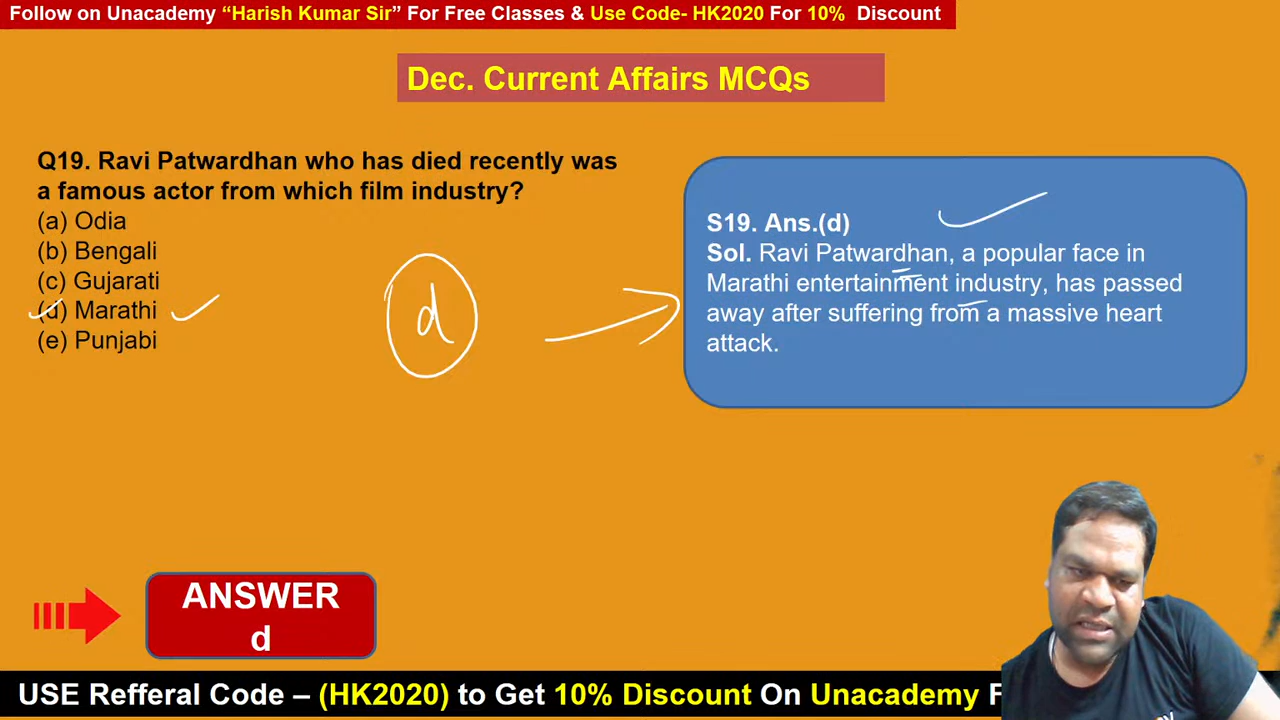 Follow on Unacademy “Harish Kumar Sir” For Free Classes & Use Code- HK2020 For 10% Discount
Dec. Current Affairs MCQs
Q19. Ravi Patwardhan who has died recently was
a famous actor from which film industry?
(a) Odia
(b) Bengali
(c) Gujarati
(d) Marathi
(e) Punjabi
d
S19. Ans.(d)
Sol. Ravi Patwardhan, a popular face in
Marathi entertainment industry, has passed
away after suffering from a massive heart
attack.
ANSWER
d
USE Refferal Code – (HK2020) to Get 10% Discount On Unacademy F